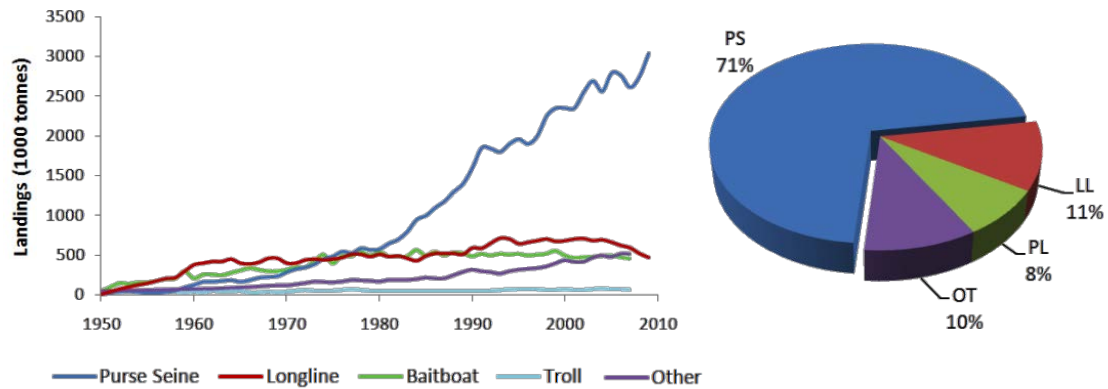 Landings (1000 tonnes)
3500
3000
2500
2000
1500
1000
500
0
1950 1960 1970 1980 1990 2000 2010
Purse Seine Longline Baitboat Troll Other
PS
71%
LL
11%
PL
8%
OT
10%